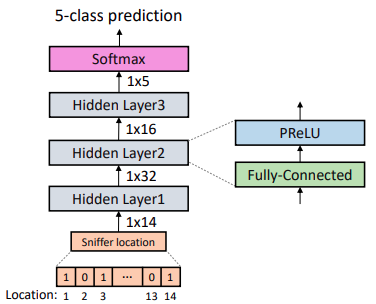 5-class prediction
Softmax
1x5
Hidden Layer3
1x16
Hidden Layer2
PReLU
1x32
Fully-Connected
Hidden Layer1
1x14
Sniffer location
1 0 1 ... 0 1
Location: 1 2 3 13 14